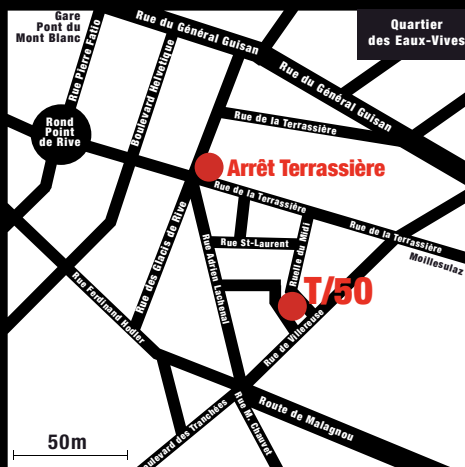 Gare
Pont du
Mont Blanc
Rue du Général Guisan
Quartier
des Eaux-Vives
Rue Pierre Fatio
Boulevard Helvetique
Rue du Général Guisan
Rue de la Terrassière
Rond
Point
de Rive
Arrêt Terrassière
Rue de la Terrassière
Rue des Glacis de Rive
Rue Adrien Lachenal
Rue St-Laurent
Ruelle du Midi
Rue de la Terrassière
Moillesulaz
T/50
Rue Ferdinand Hodler
Rue de Villereuse
Route de Malagnou
Rue M. Chauvet
oulevard des Tranchées
50m